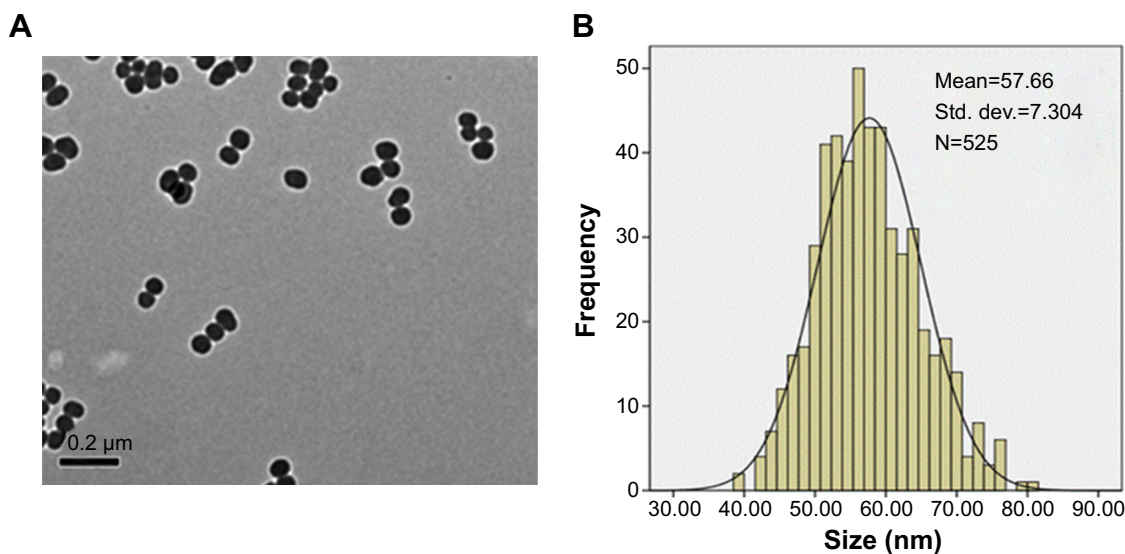 A
0.2 µm
B
Mean=57.66
Std. dev.=7.304
N=525
Frequency
50
40
30
20
10
0
30.00 40.00 50.00 60.00 70.00 80.00 90.00
Size (nm)